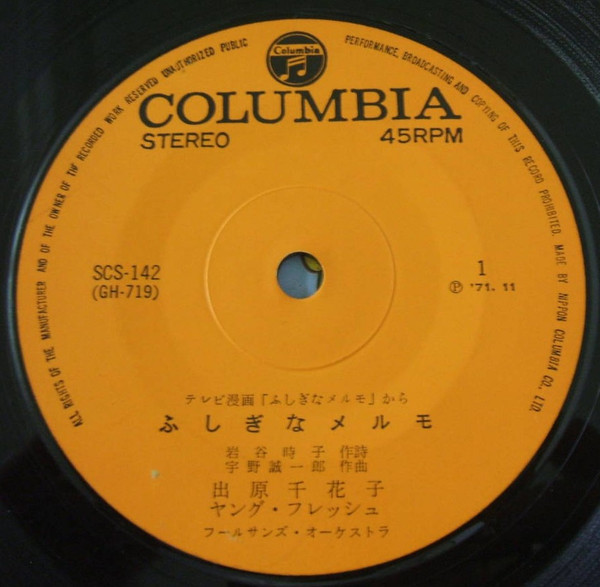 ALL RIGHTS OF THE MANUFACTURER AND OF THE OWNER OF THE RECORDED WORK RESERVED UNAUTHORIZED PUBLIC PERFORMANCE, BROADCASTING AND COPYING OF THIS RECORD PROHIBITED. MADE BY NIPPON COLUMBIA CO., LTD.
Columbia
COLUMBIA
STEREO 45RPM
SCS-142 1
(GH-719) Ⓟ '71. 11
テレビ漫画「ふしぎなメルモ」から
ふしぎなメルモ
岩谷時子 作詩
宇野誠一郎 作曲
出原千花子
ヤング・フレッシュ
フールサンズ・オーケストラ